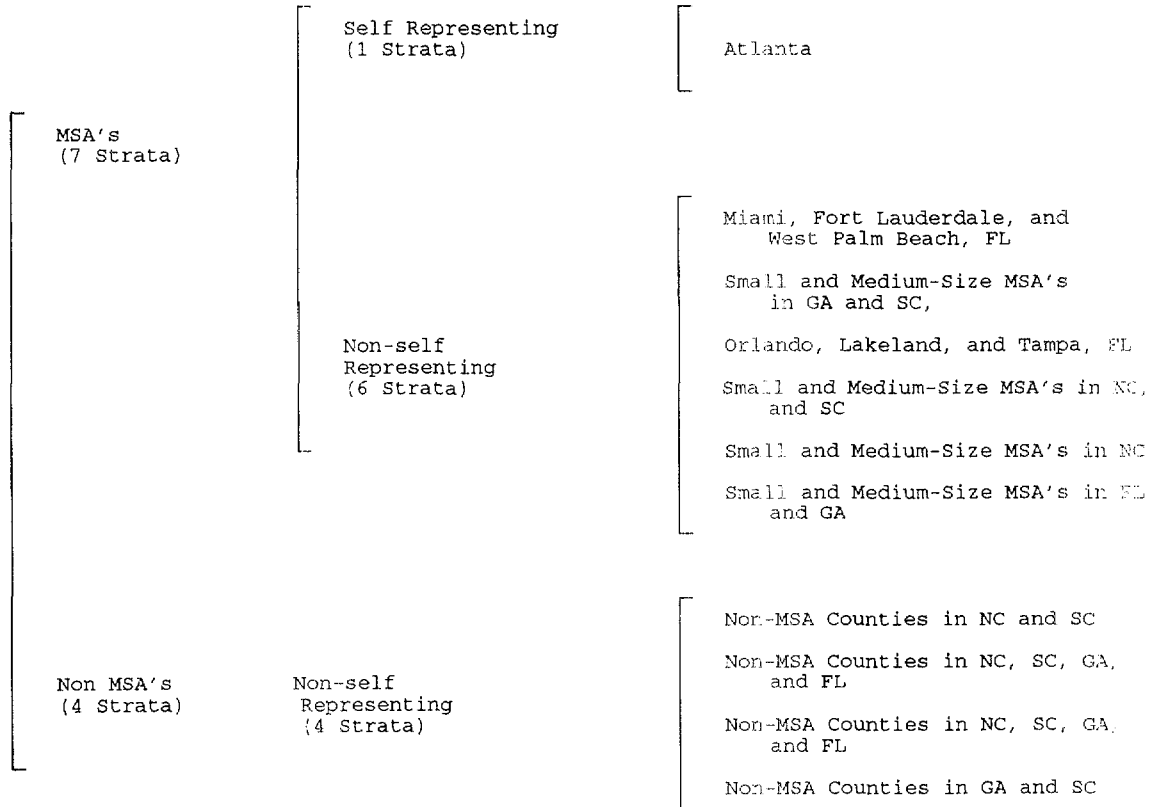 Self Representing
(1 Strata)
Atlanta
MSA's
(7 Strata)
Miami, Fort Lauderdale, and
West Palm Beach, FL
Small and Medium-Size MSA's
in GA and SC,
Non-self
Representing
(6 Strata)
Orlando, Lakeland, and Tampa, FL
Small and Medium-Size MSA's in NC,
and SC
Small and Medium-Size MSA's in NC
Small and Medium-Size MSA's in FL
and GA
Non MSA's
(4 Strata)
Non-self
Representing
(4 Strata)
Non-MSA Counties in NC and SC
Non-MSA Counties in NC, SC, GA,
and FL
Non-MSA Counties in NC, SC, GA,
and FL
Non-MSA Counties in GA and SC